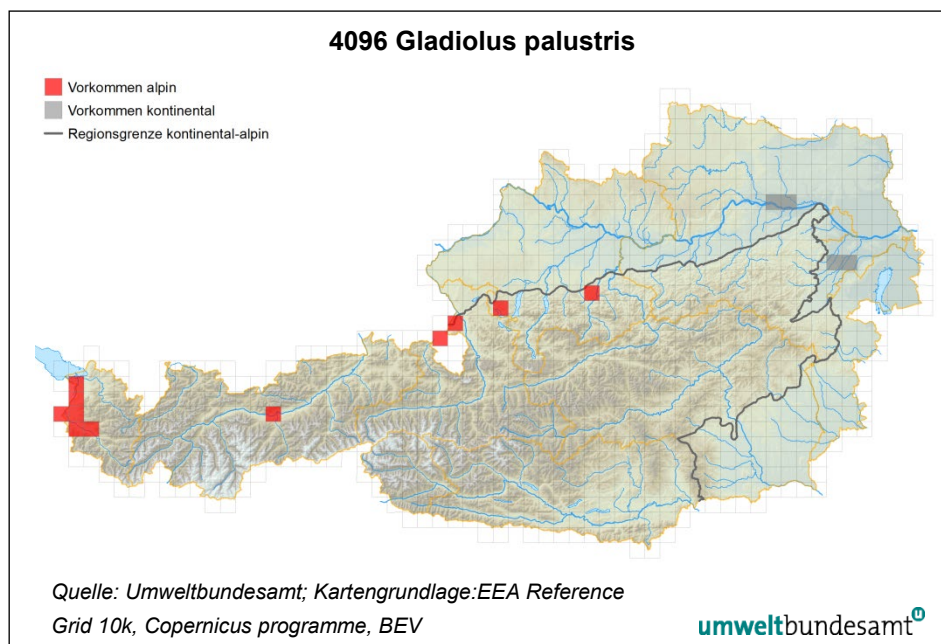 4096 Gladiolus palustris
Vorkommen alpin
Vorkommen kontinental
Regionsgrenze kontinental-alpin
Quelle: Umweltbundesamt; Kartengrundlage:EEA Reference
Grid 10k, Copernicus programme, BEV
umweltbundesamt u